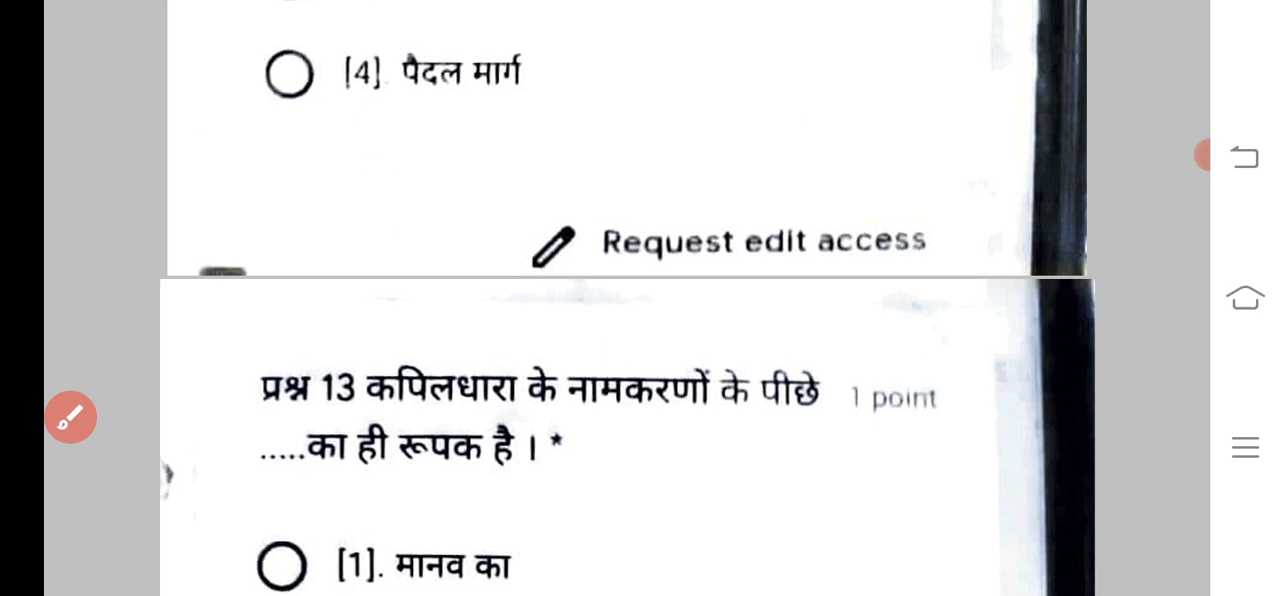 [4]. पैदल मार्ग
Request edit access
प्रश्न 13 कपिलधारा के नामकरणों के पीछे 1 point
.....का ही रूपक है । *
[1]. मानव का